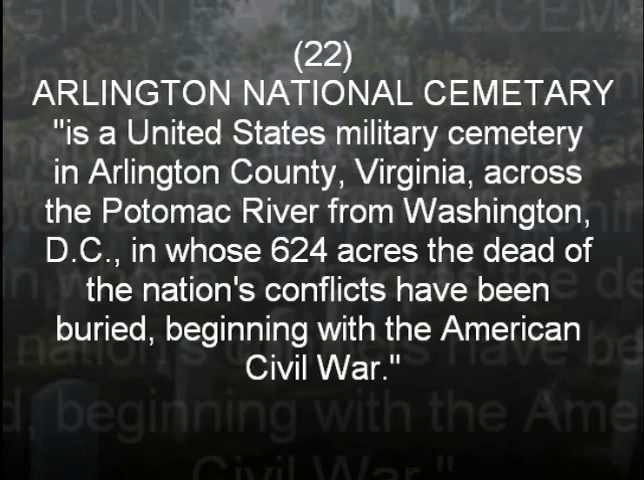 (22)
ARLINGTON NATIONAL CEMETARY
"is a United States military cemetery
in Arlington County, Virginia, across
the Potomac River from Washington,
D.C., in whose 624 acres the dead of
the nation's conflicts have been
buried, beginning with the American
Civil War."